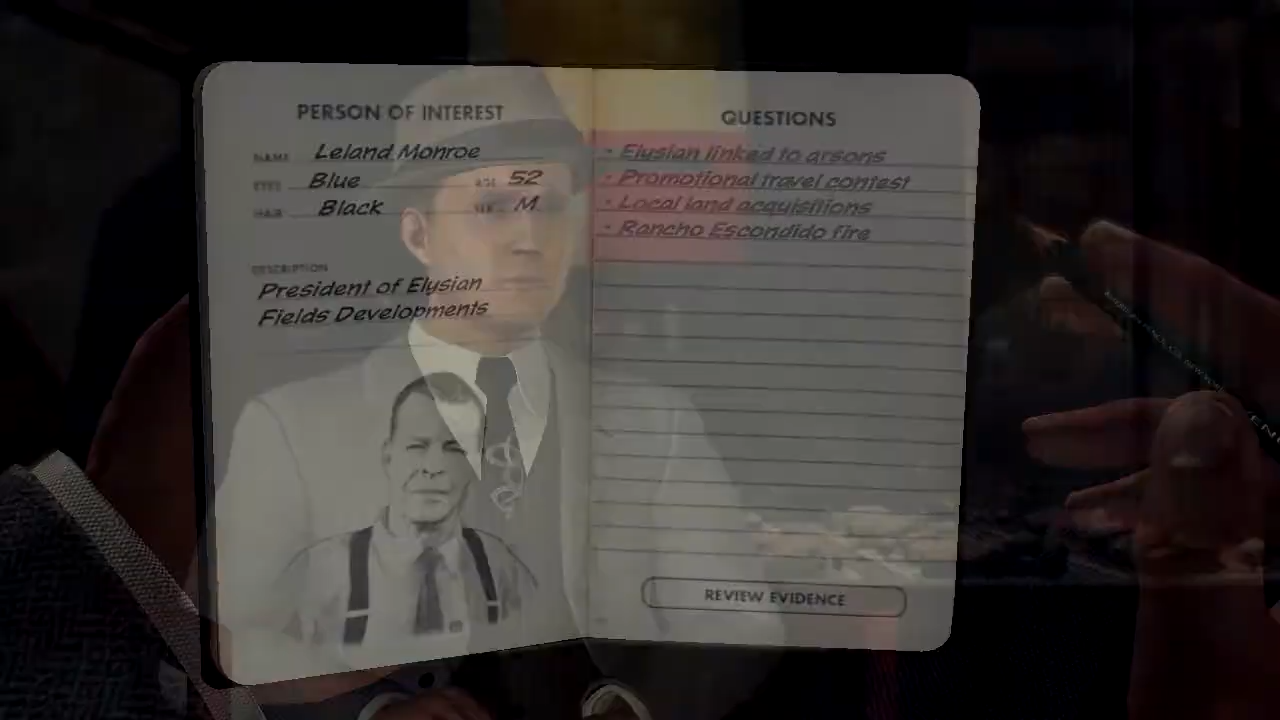 PERSON OF INTEREST
NAME Leland Monroe
EYES Blue AGE 52
HAIR Black SEX M
DESCRIPTION
President of Elysian
Fields Developments
QUESTIONS
· Elysian linked to arsons
· Promotional travel contest
· Local land acquisitions
· Rancho Escondido fire
REVIEW EVIDENCE